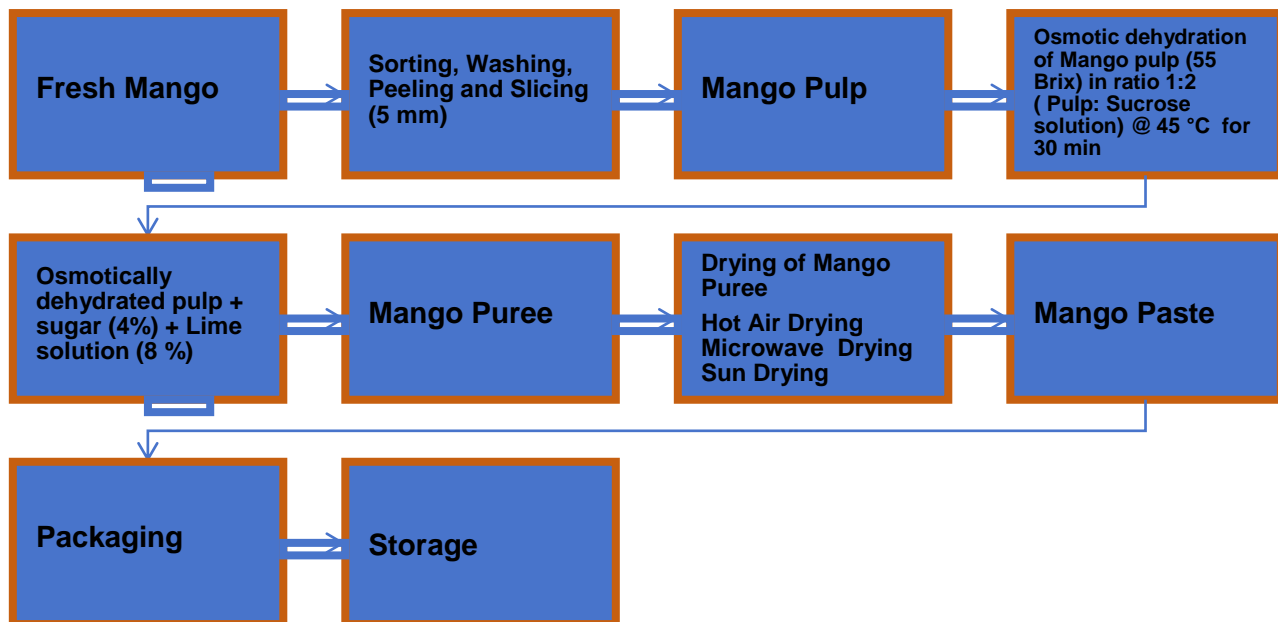 Fresh Mango
Sorting, Washing,
Peeling and Slicing
(5 mm)
Mango Pulp
Osmotic dehydration
of Mango pulp (55
Brix) in ratio 1:2
( Pulp: Sucrose
solution) @ 45 °C for
30 min
Osmotically
dehydrated pulp +
sugar (4%) + Lime
solution (8 %)
Mango Puree
Drying of Mango
Puree
Hot Air Drying
Microwave Drying
Sun Drying
Mango Paste
Packaging
Storage